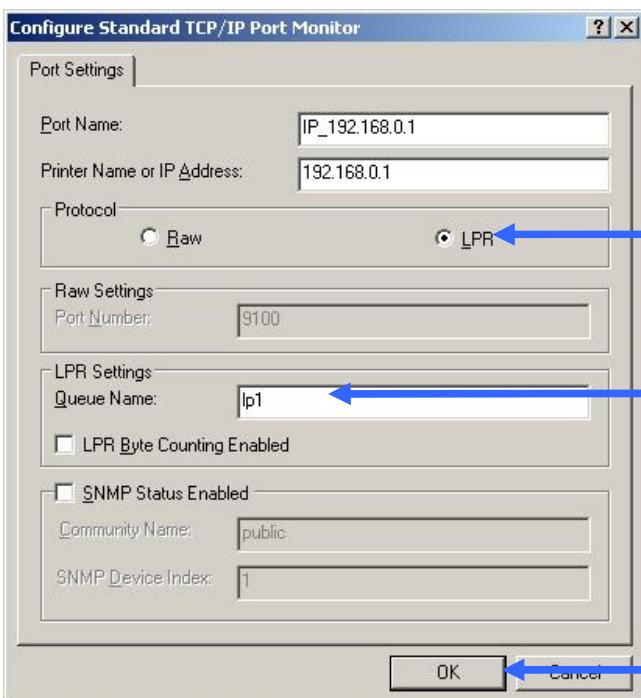 Configure Standard TCP/IP Port Monitor
Port Settings
Port Name: IP_192.168.0.1
Printer Name or IP Address: 192.168.0.1
Protocol
Raw LPR
Raw Settings
Port Number: 9100
LPR Settings
Queue Name: lp1
LPR Byte Counting Enabled
SNMP Status Enabled
Community Name: public
SNMP Device Index: 1
OK Cancel